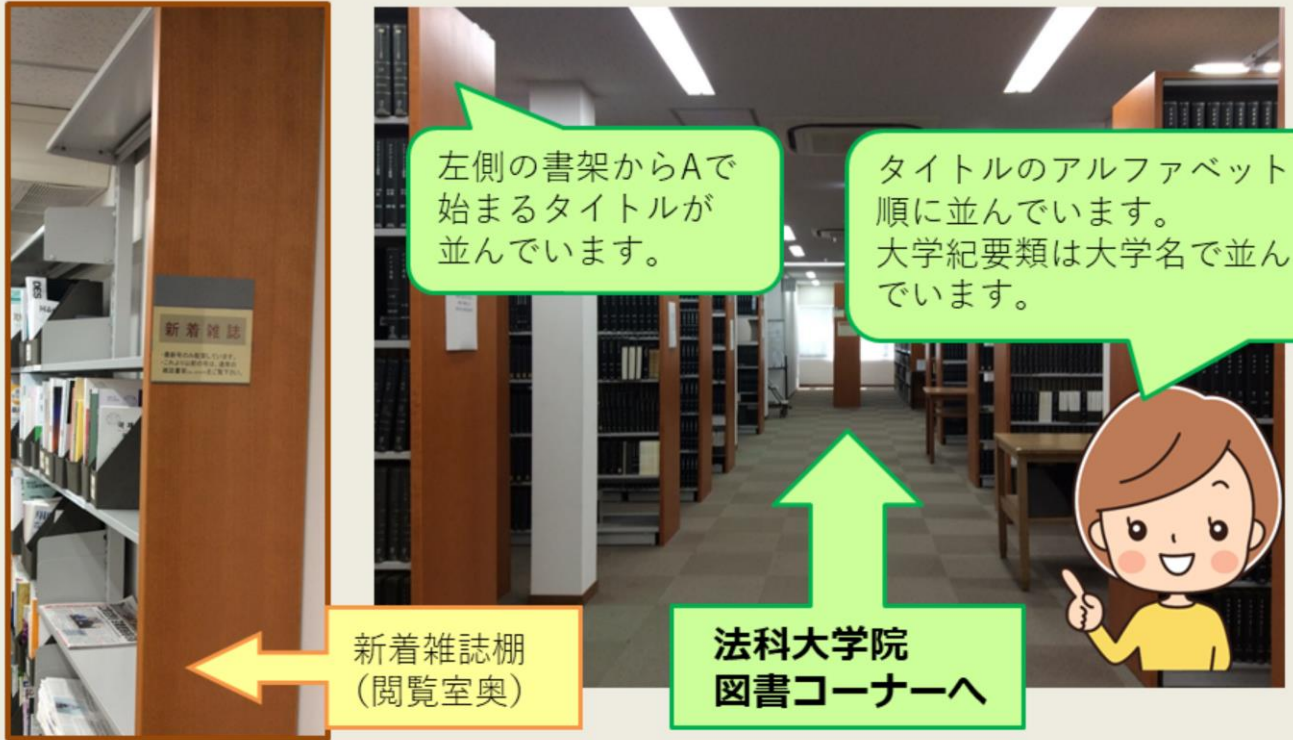 左側の書架からAで
始まるタイトルが
並んでいます。
タイトルのアルファベット
順に並んでいます。
大学紀要類は大学名で並ん
でいます。
新着雑誌
新着雑誌棚
(閲覧室奥)
法科大学院
図書コーナーへ